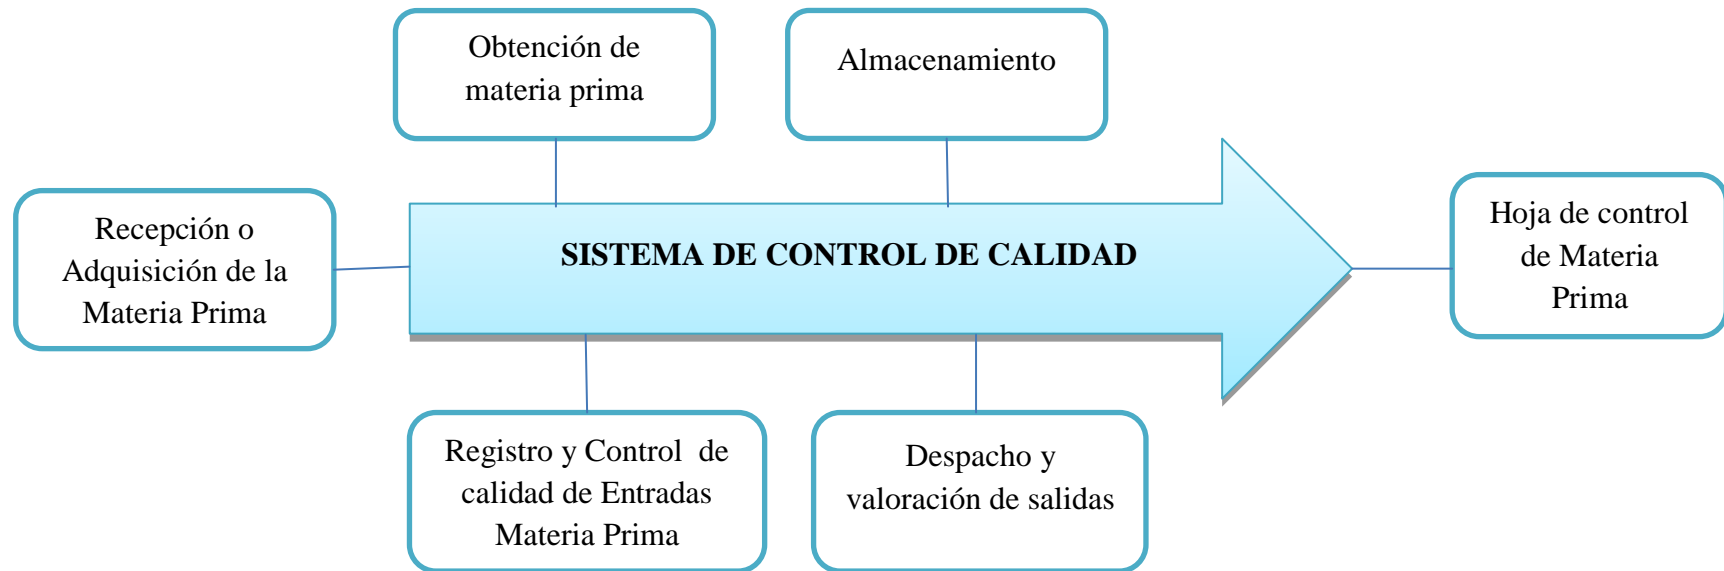 Obtención de
materia prima
Almacenamiento
Recepción o
Adquisición de la
Materia Prima
SISTEMA DE CONTROL DE CALIDAD
Hoja de control
de Materia
Prima
Registro y Control  de
calidad de Entradas
Materia Prima
Despacho y
valoración de salidas